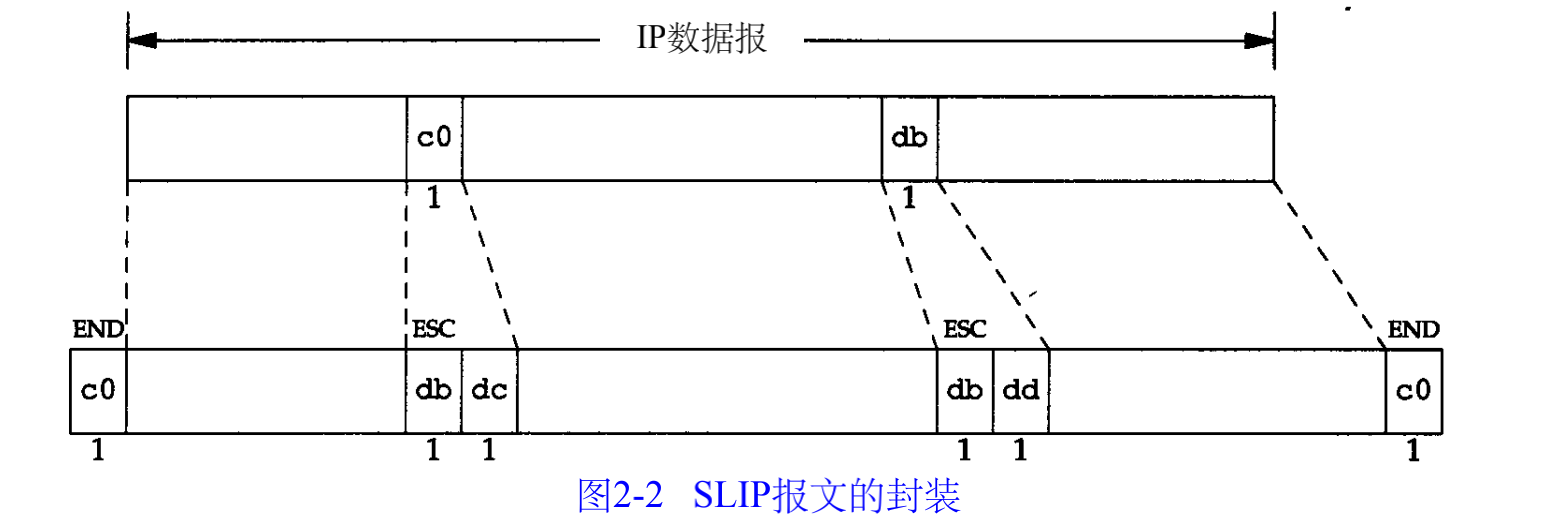 IP数据报
c0 db
1 1
END ESC ESC END
c0 db dc db dd c0
1 1 1 1 1 1
图2-2 SLIP报文的封装